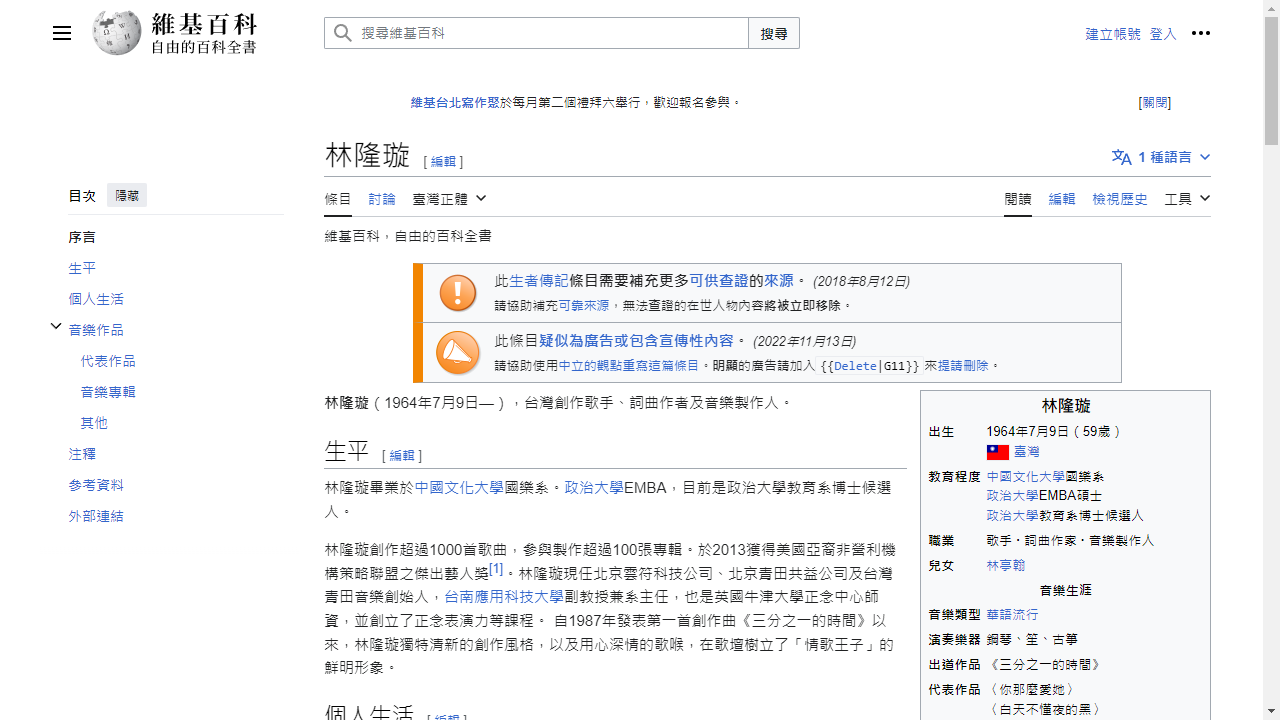 維基百科
自由的百科全書
搜尋維基百科
搜尋
建立帳號
登入
維基台北寫作聚於每月第二個禮拜六舉行，歡迎報名參與。
[關閉]
林隆璇
[編輯]
1 種語言
目次
隱藏
序言
生平
個人生活
音樂作品
代表作品
音樂專輯
其他
注釋
參考資料
外部連結
條目
討論
臺灣正體
閱讀
編輯
檢視歷史
工具
維基百科，自由的百科全書
此生者傳記條目需要補充更多可供查證的來源。 (2018年8月12日)
請協助補充可靠來源，無法查證的在世人物內容將被立即移除。
此條目疑似為廣告或包含宣傳性內容。 (2022年11月13日)
請協助使用中立的觀點重寫這篇條目。明顯的廣告請加入{{Delete|G11}}來提請刪除。
林隆璇（1964年7月9日—），台灣創作歌手、詞曲作者及音樂製作人。
生平
[編輯]
林隆璇畢業於中國文化大學國樂系。政治大學EMBA，目前是政治大學教育系博士候選
人。
林隆璇創作超過1000首歌曲，參與製作超過100張專輯。於2013獲得美國亞裔非營利機
構策略聯盟之傑出藝人獎[1]。林隆璇現任北京雲符科技公司、北京青田共益公司及台灣
青田音樂創始人，台南應用科技大學副教授兼系主任，也是英國牛津大學正念中心師
資，並創立了正念表演力等課程。 自1987年發表第一首創作曲《三分之一的時間》以
來，林隆璇獨特清新的創作風格，以及用心深情的歌喉，在歌壇樹立了「情歌王子」的
鮮明形象。
個人生活
[編輯]
林隆璇
出生 1964年7月9日（59歲）
臺灣
教育程度 中國文化大學國樂系
政治大學EMBA碩士
政治大學教育系博士候選人
職業 歌手・詞曲作家・音樂製作人
兒女 林亭翰
音樂生涯
音樂類型 華語流行
演奏樂器 鋼琴、笙、古箏
出道作品 《三分之一的時間》
代表作品 〈你那麼愛她〉
〈白天不懂夜的黑〉